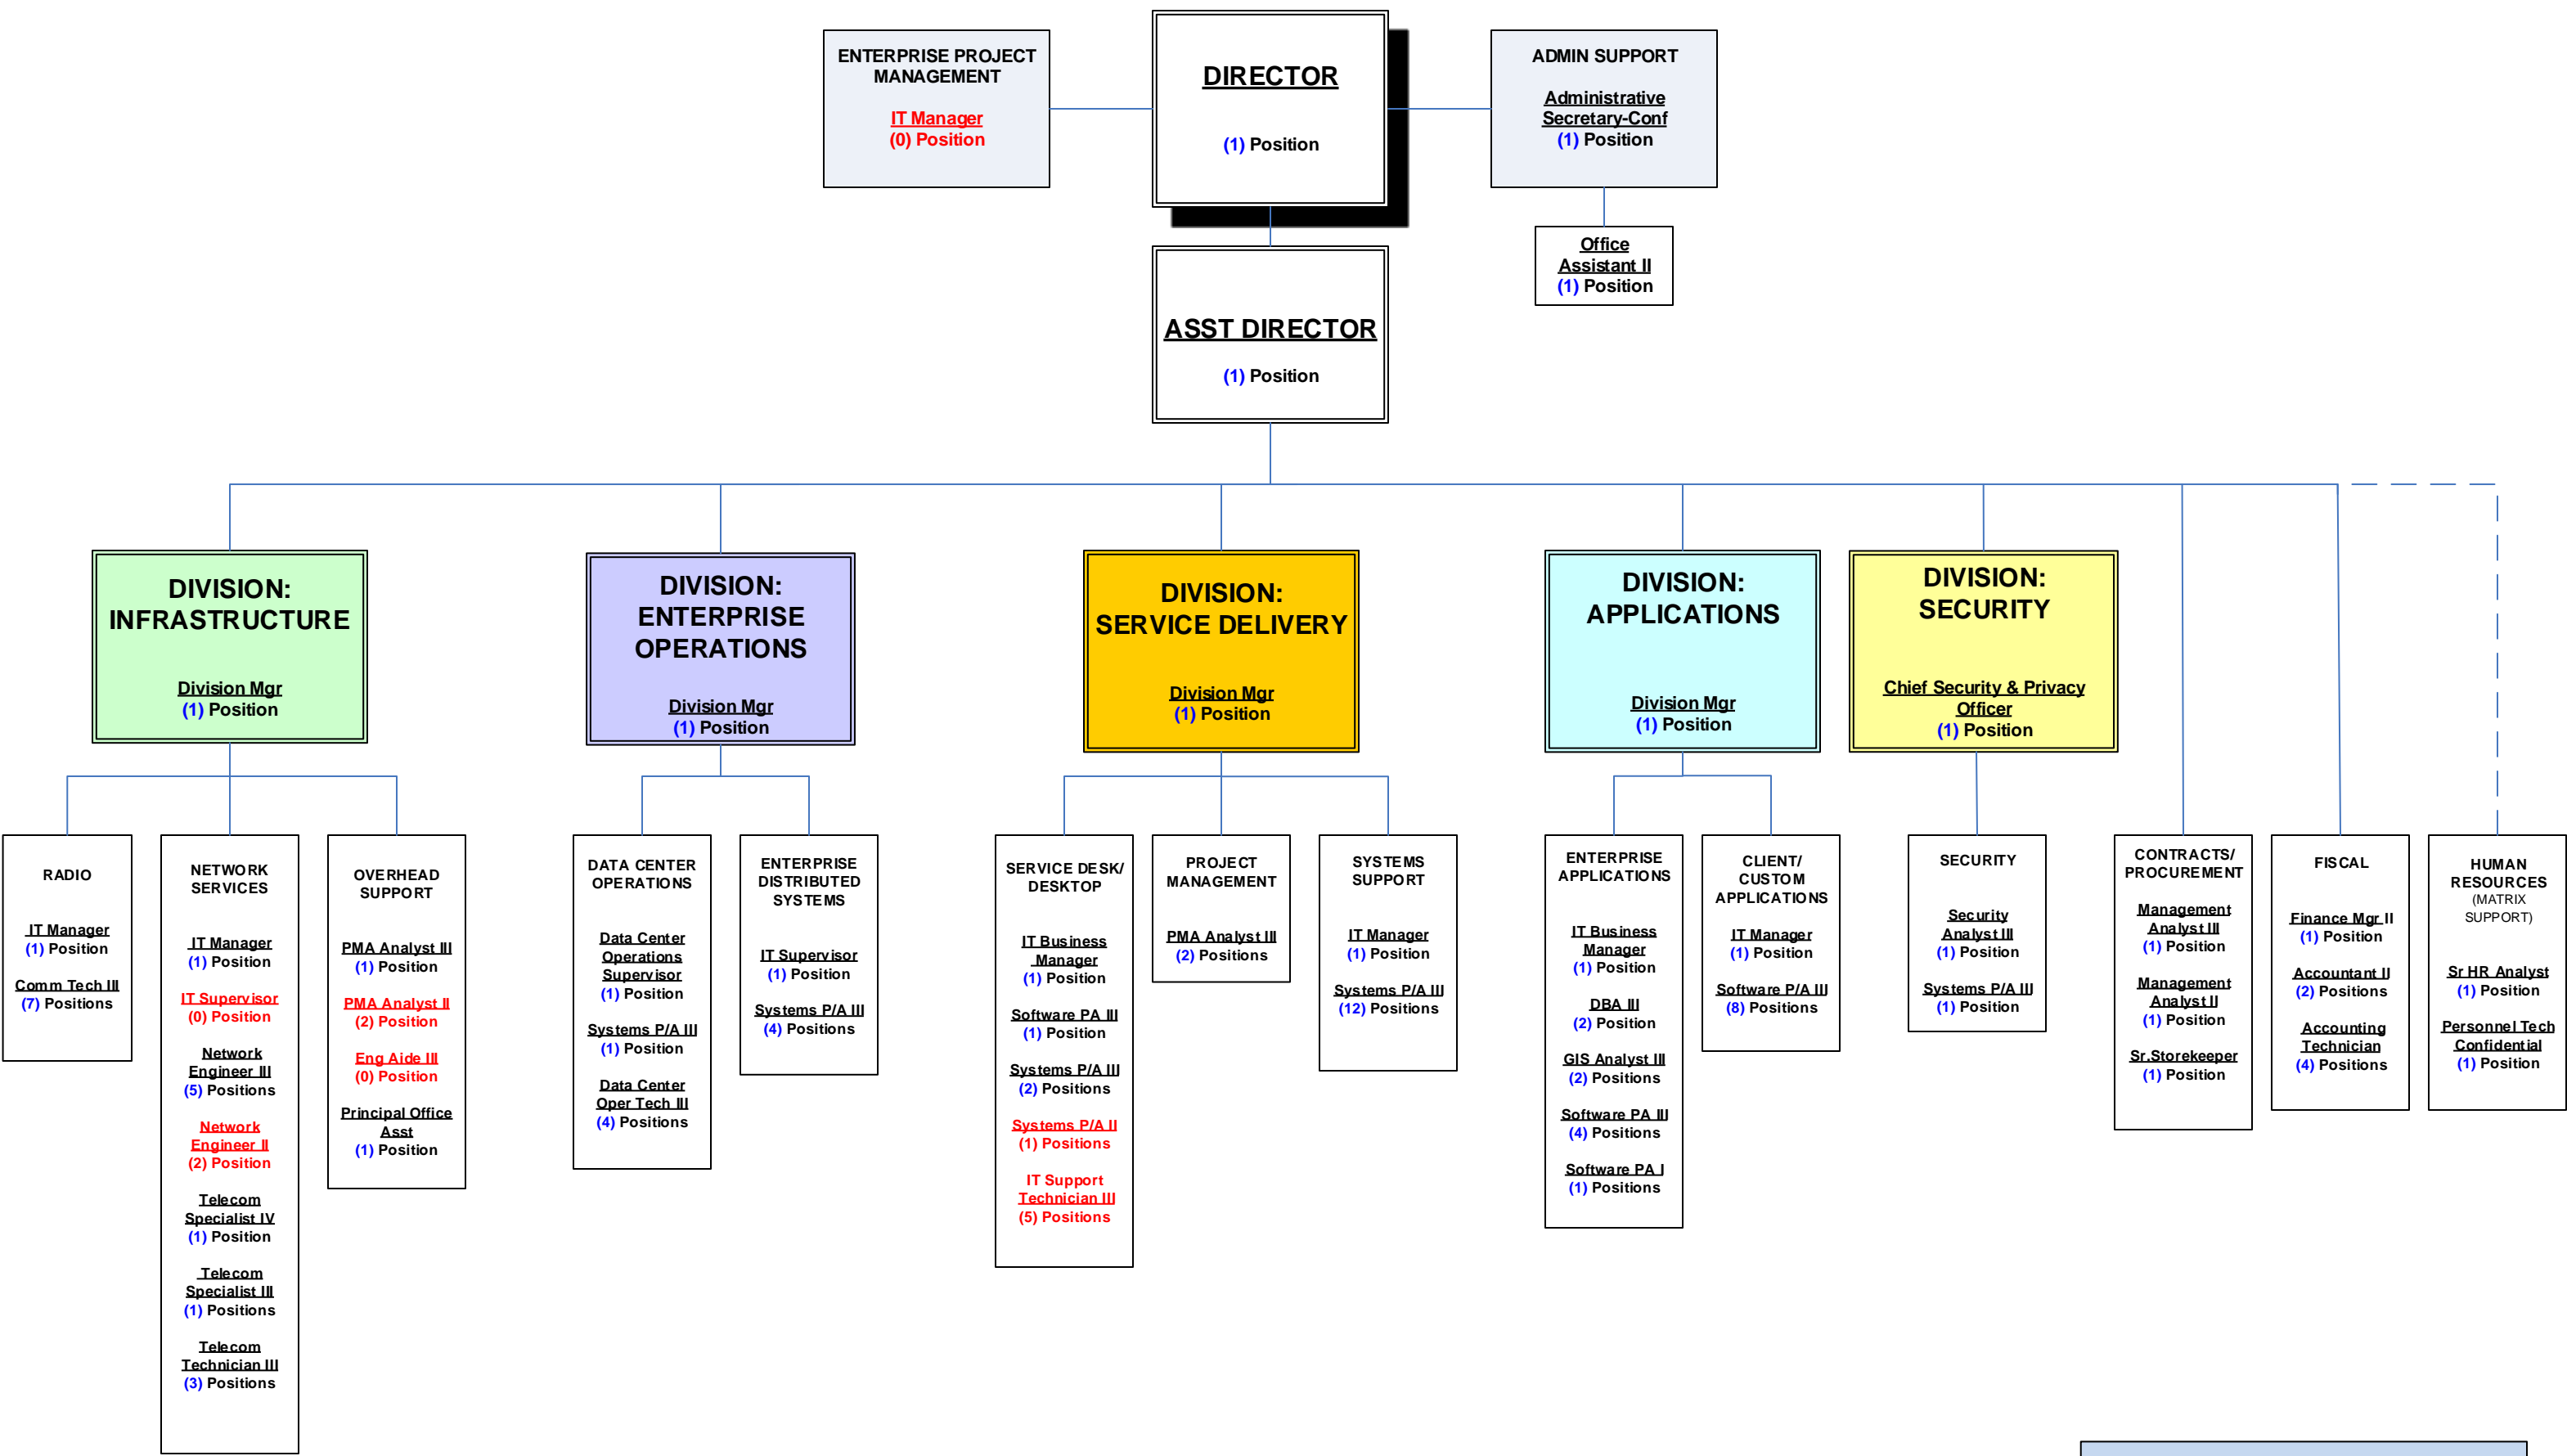 ENTERPRISE PROJECT
MANAGEMENT
IT Manager
(0) Position
DIRECTOR
(1) Position
ADMIN SUPPORT
Administrative
Secretary-Conf
(1) Position
Office
Assistant II
(1) Position
ASST DIRECTOR
(1) Position
DIVISION:
INFRASTRUCTURE
Division Mgr
(1) Position
DIVISION:
ENTERPRISE
OPERATIONS
Division Mgr
(1) Position
DIVISION:
SERVICE DELIVERY
Division Mgr
(1) Position
DIVISION:
APPLICATIONS
Division Mgr
(1) Position
DIVISION:
SECURITY
Chief Security & Privacy
Officer
(1) Position
RADIO
IT Manager
(1) Position
Comm Tech III
(7) Positions
NETWORK
SERVICES
IT Manager
(1) Position
IT Supervisor
(0) Position
Network
Engineer III
(5) Positions
Network
Engineer II
(2) Position
Telecom
Specialist IV
(1) Position
Telecom
Specialist III
(1) Positions
Telecom
Technician III
(3) Positions
OVERHEAD
SUPPORT
PMA Analyst III
(1) Position
PMA Analyst II
(2) Position
Eng Aide III
(0) Position
Principal Office
Asst
(1) Position
DATA CENTER
OPERATIONS
Data Center
Operations
Supervisor
(1) Position
Systems P/A III
(1) Position
Data Center
Oper Tech III
(4) Positions
ENTERPRISE
DISTRIBUTED
SYSTEMS
IT Supervisor
(1) Position
Systems P/A III
(4) Positions
SERVICE DESK/
DESKTOP
IT Business
Manager
(1) Position
Software PA III
(1) Position
Systems P/A III
(2) Positions
Systems P/A II
(1) Positions
IT Support
Technician III
(5) Positions
PROJECT
MANAGEMENT
PMA Analyst III
(2) Positions
SYSTEMS
SUPPORT
IT Manager
(1) Position
Systems P/A III
(12) Positions
ENTERPRISE
APPLICATIONS
IT Business
Manager
(1) Position
DBA III
(2) Position
GIS Analyst III
(2) Positions
Software PA III
(4) Positions
Software PA I
(1) Positions
CLIENT/
CUSTOM
APPLICATIONS
IT Manager
(1) Position
Software P/A III
(8) Positions
SECURITY
Security
Analyst III
(1) Position
Systems P/A III
(1) Position
CONTRACTS/
PROCUREMENT
Management
Analyst III
(1) Position
Management
Analyst II
(1) Position
Sr.Storekeeper
(1) Position
FISCAL
Finance Mgr II
(1) Position
Accountant II
(2) Positions
Accounting
Technician
(4) Positions
HUMAN
RESOURCES
(MATRIX
SUPPORT)
Sr HR Analyst
(1) Position
Personnel Tech
Confidential
(1) Position